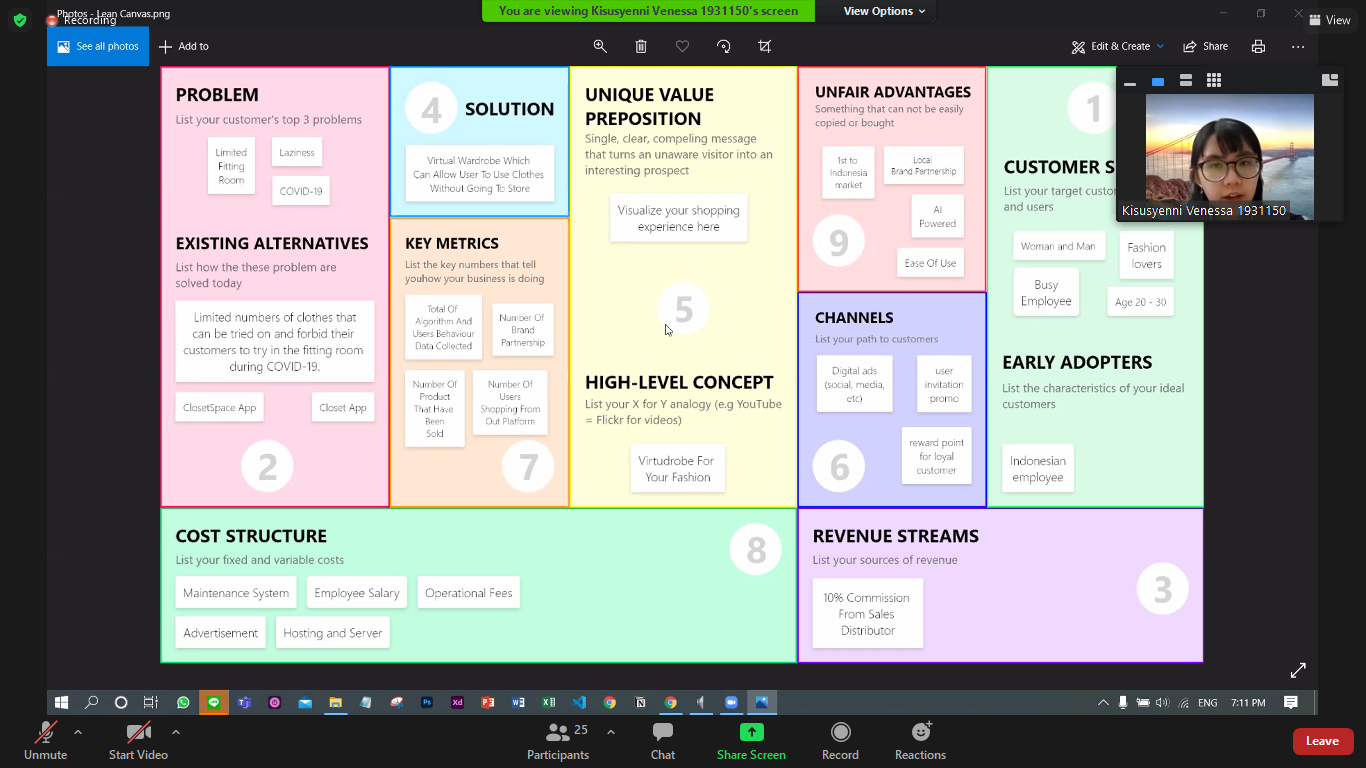 Photos - Lean Canvas.png
Recording
You are viewing Kisusyenni Venessa 1931150's screen
View Options
View
See all photos
Add to
Edit & Create
Share
PROBLEM
List your customer's top 3 problems
Limited
Fitting
Room
Laziness
COVID-19
EXISTING ALTERNATIVES
List how the these problem are
solved today
Limited numbers of clothes that
can be tried on and forbid their
customers to try in the fitting room
during COVID-19.
ClosetSpace App
Closet App
2
4
SOLUTION
Virtual Wardrobe Which
Can Allow User To Use Clothes
Without Going To Store
KEY METRICS
List the key numbers that tell
youhow your business is doing
Total Of
Algorithm And
Users Behaviour
Data Collected
Number Of
Brand
Partnership
Number Of
Product
That Have
Been
Sold
Number Of
Users
Shopping From
Out Platform
7
UNIQUE VALUE
PREPOSITION
Single, clear, compeling message
that turns an unaware visitor into an
interesting prospect
Visualize your shopping
experience here
5
HIGH-LEVEL CONCEPT
List your X for Y analogy (e.g YouTube
= Flickr for videos)
Virtudrobe For
Your Fashion
UNFAIR ADVANTAGES
Something that can not be easily
copied or bought
1st to
Indonesia
market
Local
Brand Partnership
AI
Powered
9
Ease Of Use
CHANNELS
List your path to customers
Digital ads
(social, media,
etc)
user
invitation
promo
6
reward point
for loyal
customer
1
CUSTOMER S
List your target custo
and users
Kisusyenni Venessa 1931150
Woman and Man
Fashion
lovers
Busy
Employee
Age 20 - 30
EARLY ADOPTERS
List the characteristics of your ideal
customers
Indonesian
employee
COST STRUCTURE
List your fixed and variable costs
8
Maintenance System
Employee Salary
Operational Fees
Advertisement
Hosting and Server
REVENUE STREAMS
List your sources of revenue
3
10% Commission
From Sales
Distributor
ENG
7:11 PM
Unmute
Start Video
Participants
25
Chat
Share Screen
Record
Reactions
Leave